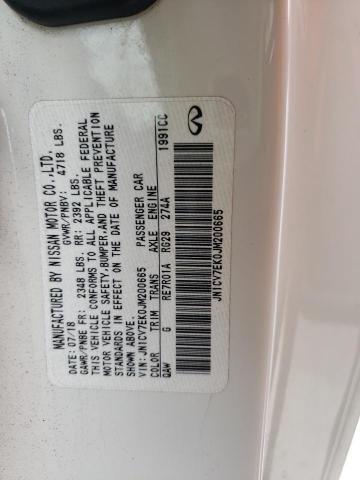 MANUFACTURED BY NISSAN MOTOR CO.,LTD.
DATE: 07/18 GVWR/PNBV: 4718 LBS.
GAWR/PNBE FR: 2348 LBS. RR: 2392 LBS.
THIS VEHICLE CONFORMS TO ALL APPLICABLE FEDERAL
MOTOR VEHICLE SAFETY,BUMPER,AND THEFT PREVENTION
STANDARDS IN EFFECT ON THE DATE OF MANUFACTURE
SHOWN ABOVE.
VIN: JN1CV7EK0JM200665 PASSENGER CAR
COLOR TRIM TRANS AXLE ENGINE
QAW G RE7R01A RG29 274A 1991CC
JN1CV7EK0JM200665